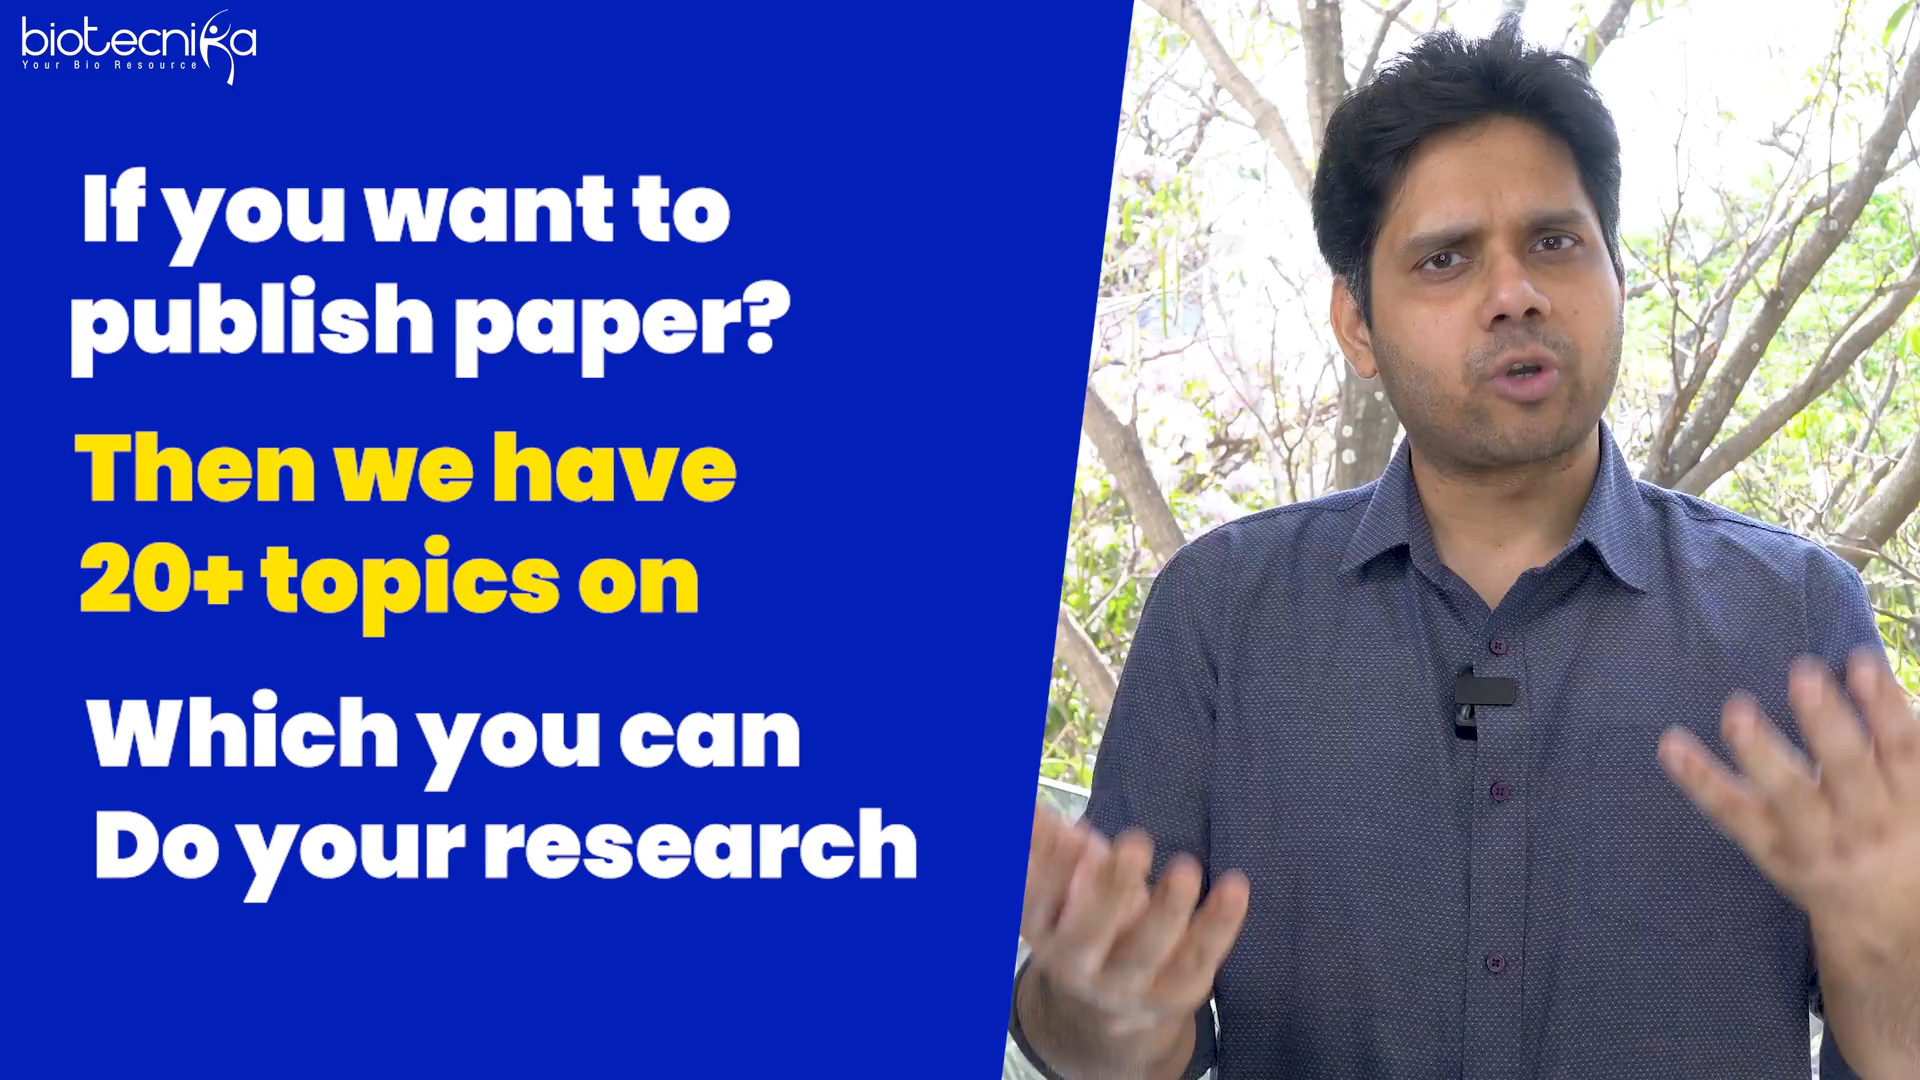 biotecnika
Your Bio Resource
If you want to
publish paper?
Then we have
20+ topics on
Which you can
Do your research